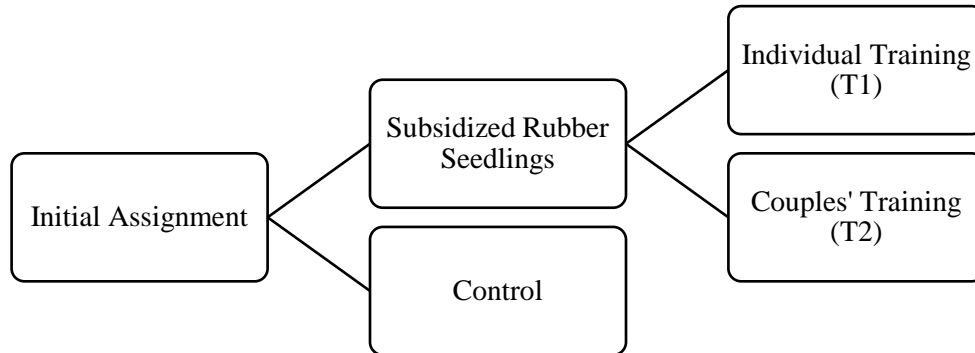 Initial Assignment
Subsidized Rubber
Seedlings
Control
Individual Training
(T1)
Couples' Training
(T2)